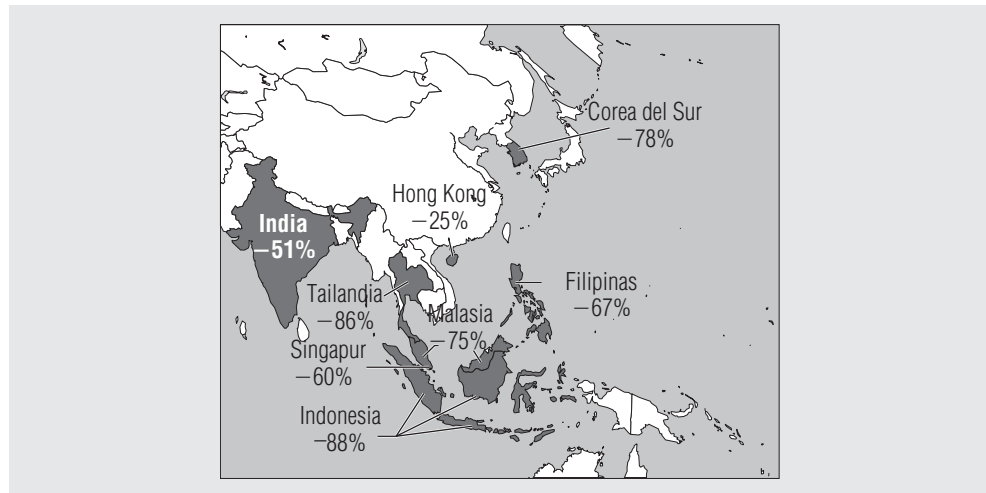 Corea del Sur
−78%
Hong Kong
−25%
India
−51%
Filipinas
−67%
Tailandia
−86%
Malasia
−75%
Singapur
−60%
Indonesia
−88%